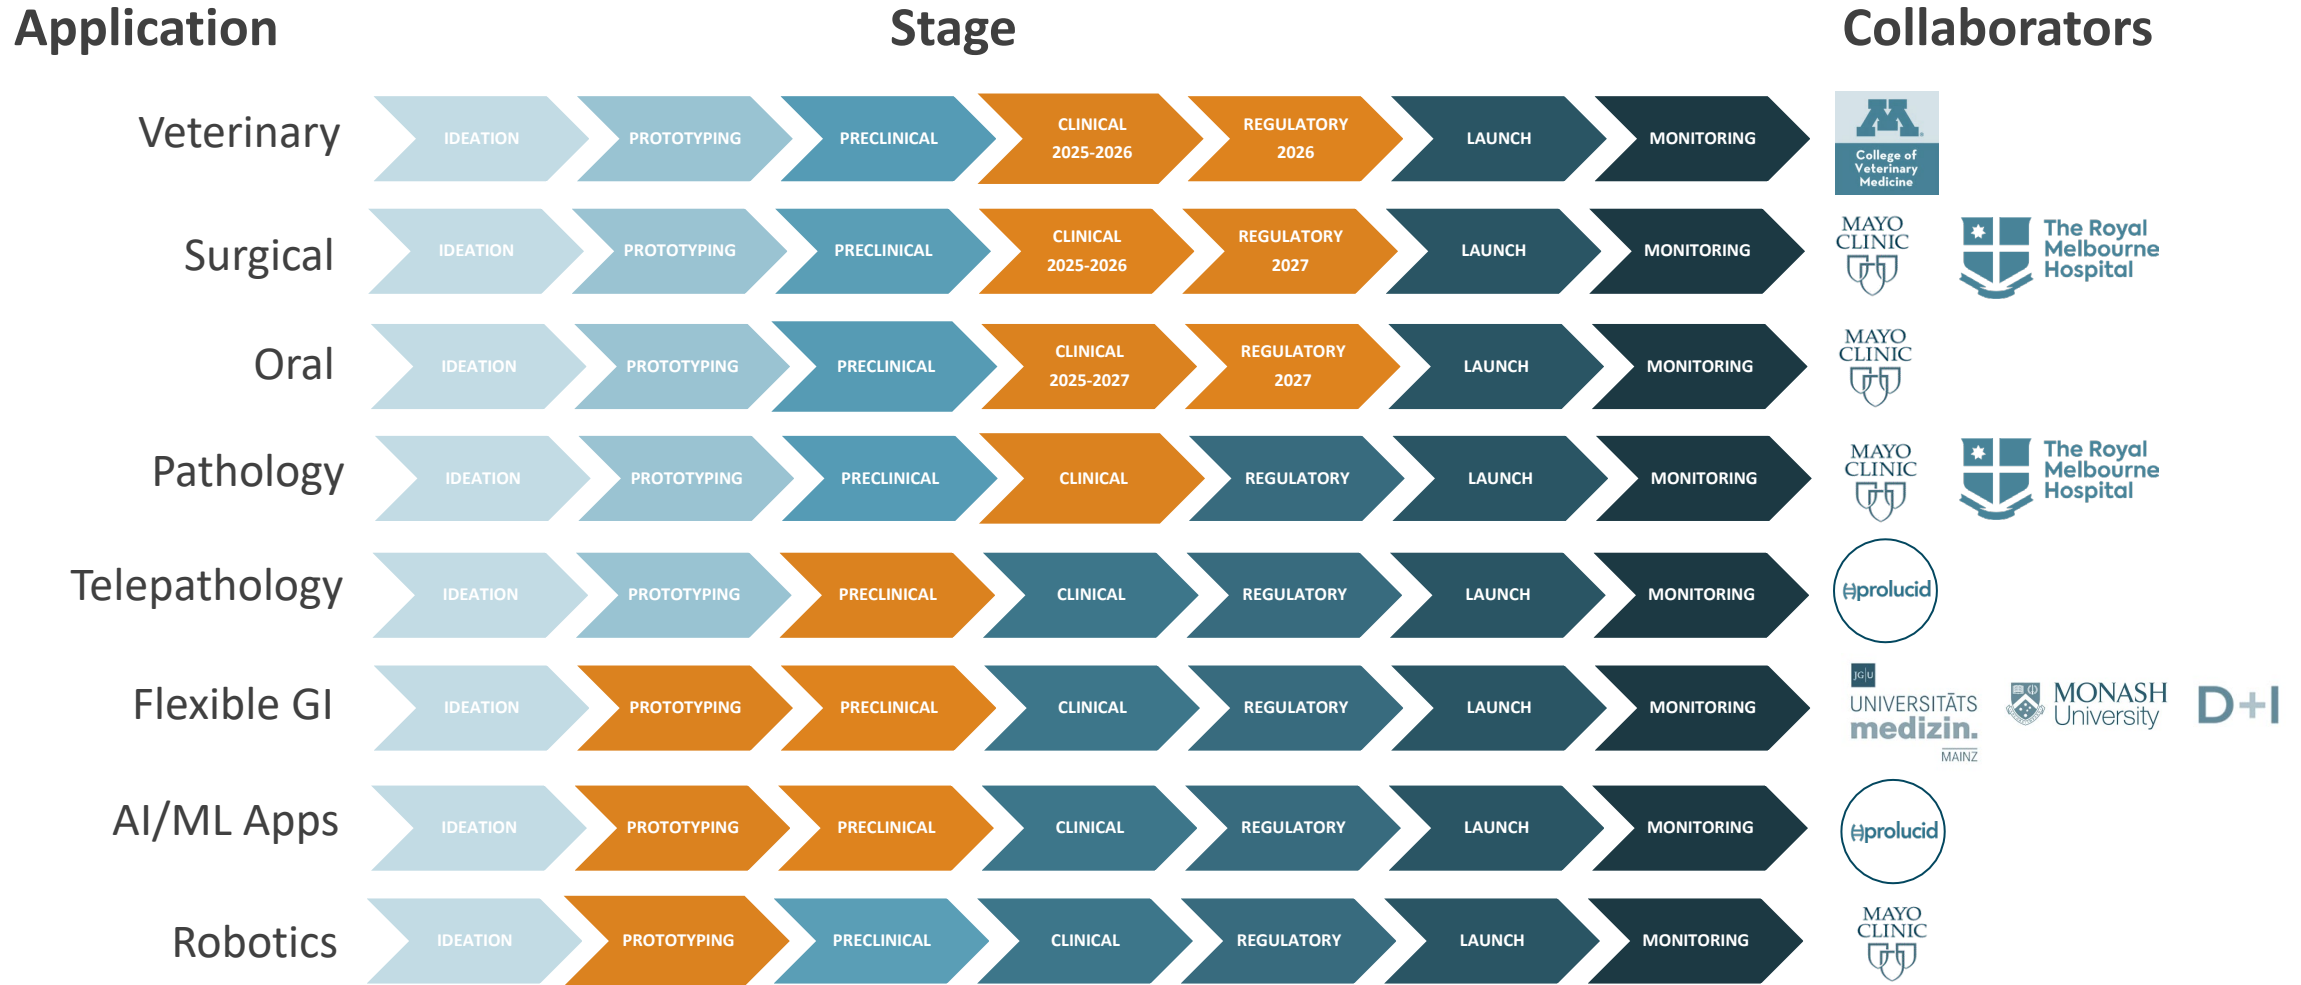 Application
Stage
Collaborators
Veterinary
IDEATION
PROTOTYPING
PRECLINICAL
CLINICAL
2025-2026
REGULATORY
2026
LAUNCH
MONITORING
M
College of
Veterinary
Medicine
Surgical
IDEATION
PROTOTYPING
PRECLINICAL
CLINICAL
2025-2026
REGULATORY
2027
LAUNCH
MONITORING
MAYO
CLINIC
The Royal
Melbourne
Hospital
Oral
IDEATION
PROTOTYPING
PRECLINICAL
CLINICAL
2025-2027
REGULATORY
2027
LAUNCH
MONITORING
MAYO
CLINIC
Pathology
IDEATION
PROTOTYPING
PRECLINICAL
CLINICAL
REGULATORY
LAUNCH
MONITORING
MAYO
CLINIC
The Royal
Melbourne
Hospital
Telepathology
IDEATION
PROTOTYPING
PRECLINICAL
CLINICAL
REGULATORY
LAUNCH
MONITORING
prolucid
Flexible GI
IDEATION
PROTOTYPING
PRECLINICAL
CLINICAL
REGULATORY
LAUNCH
MONITORING
JG|U
UNIVERSITÄTS
medizin.
MAINZ
MONASH
University
D+I
AI/ML Apps
IDEATION
PROTOTYPING
PRECLINICAL
CLINICAL
REGULATORY
LAUNCH
MONITORING
prolucid
Robotics
IDEATION
PROTOTYPING
PRECLINICAL
CLINICAL
REGULATORY
LAUNCH
MONITORING
MAYO
CLINIC